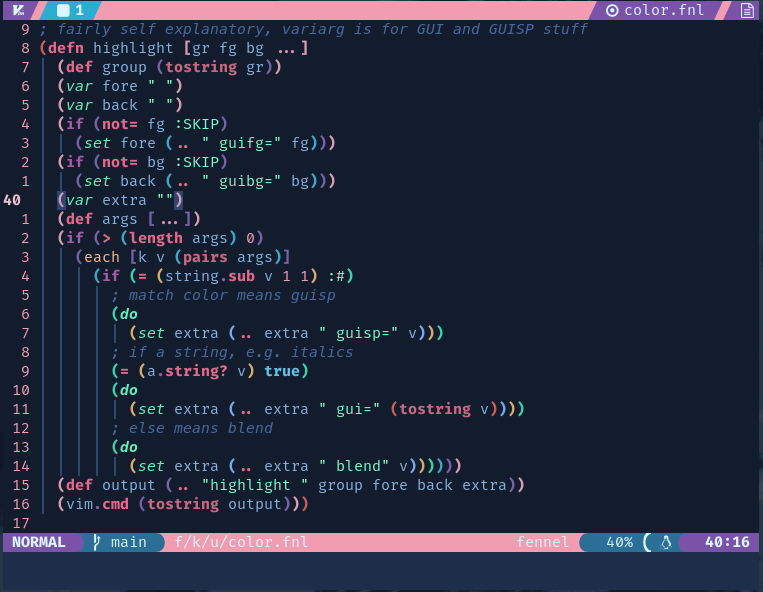 1 color.fnl
9 ; fairly self explanatory, variarg is for GUI and GUISP stuff
8 (defn highlight [gr fg bg ...]
7   (def group (tostring gr))
6   (var fore " ")
5   (var back " ")
4   (if (not= fg :SKIP)
3     (set fore (.. " guifg=" fg)))
2   (if (not= bg :SKIP)
1     (set back (.. " guibg=" bg)))
40   (var extra "")
1   (def args [...])
2   (if (> (length args) 0)
3     (each [k v (pairs args)]
4       (if (= (string.sub v 1 1) :#)
5         ; match color means guisp
6         (do
7           (set extra (.. extra " guisp=" v)))
8         ; if a string, e.g. italics
9         (= (a.string? v) true)
10         (do
11           (set extra (.. extra " gui=" (tostring v))))
12         ; else means blend
13         (do
14           (set extra (.. extra " blend" v))))))
15   (def output (.. "highlight " group fore back extra))
16   (vim.cmd (tostring output)))
17
NORMAL main f/k/u/color.fnl fennel 40% 40:16